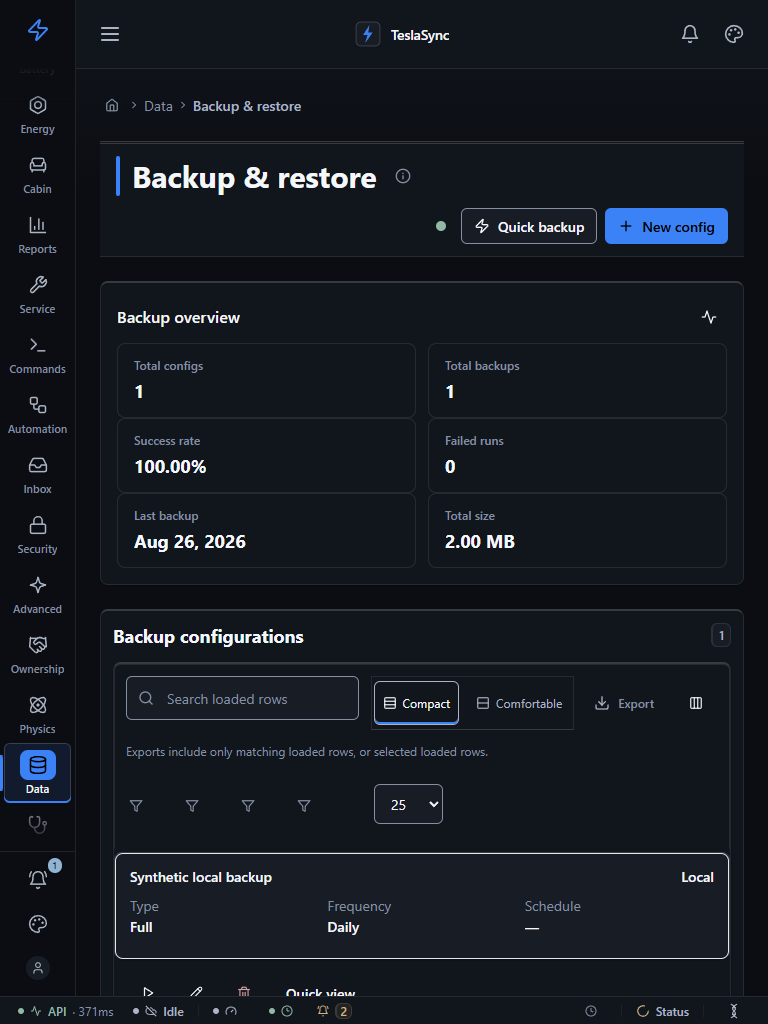 TeslaSync
Data
Backup & restore
Energy
Cabin
Reports
Service
Commands
Automation
Inbox
Security
Advanced
Ownership
Physics
Data
1
Backup & restore
Quick backup
New config
Backup overview
Total configs
1
Total backups
1
Success rate
100.00%
Failed runs
0
Last backup
Aug 26, 2026
Total size
2.00 MB
Backup configurations
1
Search loaded rows
Compact
Comfortable
Export
Exports include only matching loaded rows, or selected loaded rows.
25
Synthetic local backup
Local
Type
Full
Frequency
Daily
Schedule
—
Quick view
API · 371ms
Idle
2
Status